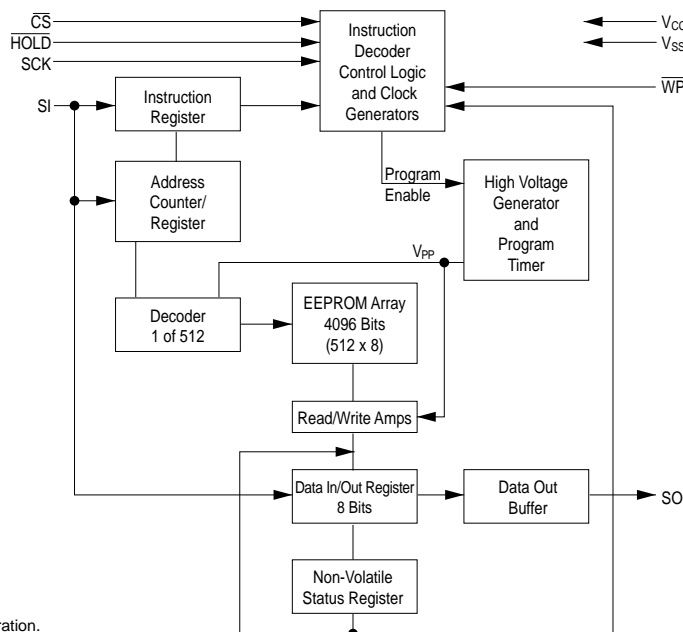 CS
HOLD
SCK
SI
Instruction
Decoder
Control Logic
and Clock
Generators
VCC
VSS
WP
Instruction
Register
Address
Counter/
Register
Program
Enable
High Voltage
Generator
and
Program
Timer
VPP
Decoder
1 of 512
EEPROM Array
4096 Bits
(512 x 8)
Read/Write Amps
Data In/Out Register
8 Bits
Data Out
Buffer
SO
Non-Volatile
Status Register
ration.